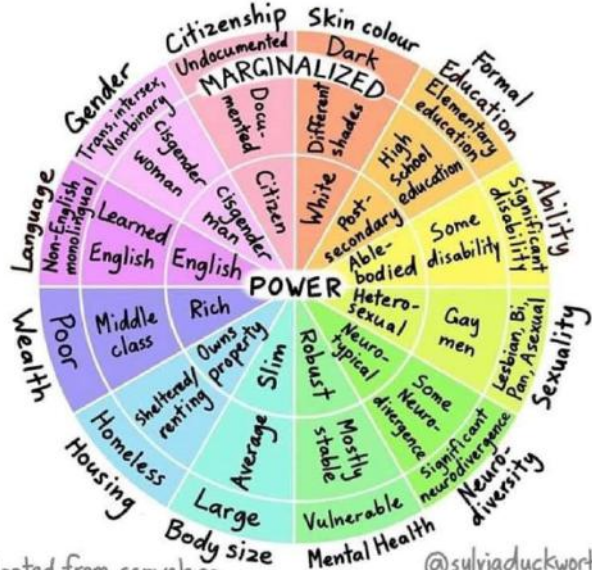 Citizenship
Undocumented
Documented
Citizen
Skin colour
Dark
Different
shades
White
Formal
Education
Elementary
education
High
School
education
Post-
secondary
Ability
Significant
disability
Some
disability
Able-
bodied
Sexuality
Lesbian, Bi,
Pan, Asexual
Gay
men
Hetero-
sexual
Neuro-
diversity
Significant
neurodivergence
Some
Neuro-
divergence
Neuro-
typical
Mental Health
Vulnerable
Mostly
stable
Robust
Body size
Large
Average
Slim
Housing
Homeless
Sheltered/
renting
Owns
property
Wealth
Poor
Middle
class
Rich
Language
Non-English
monolingual
Learned
English
English
Gender
Trans, intersex,
Non-binary
Cisgender
woman
cisgender
man
MARGINALIZED
POWER
@sylviaduckwort